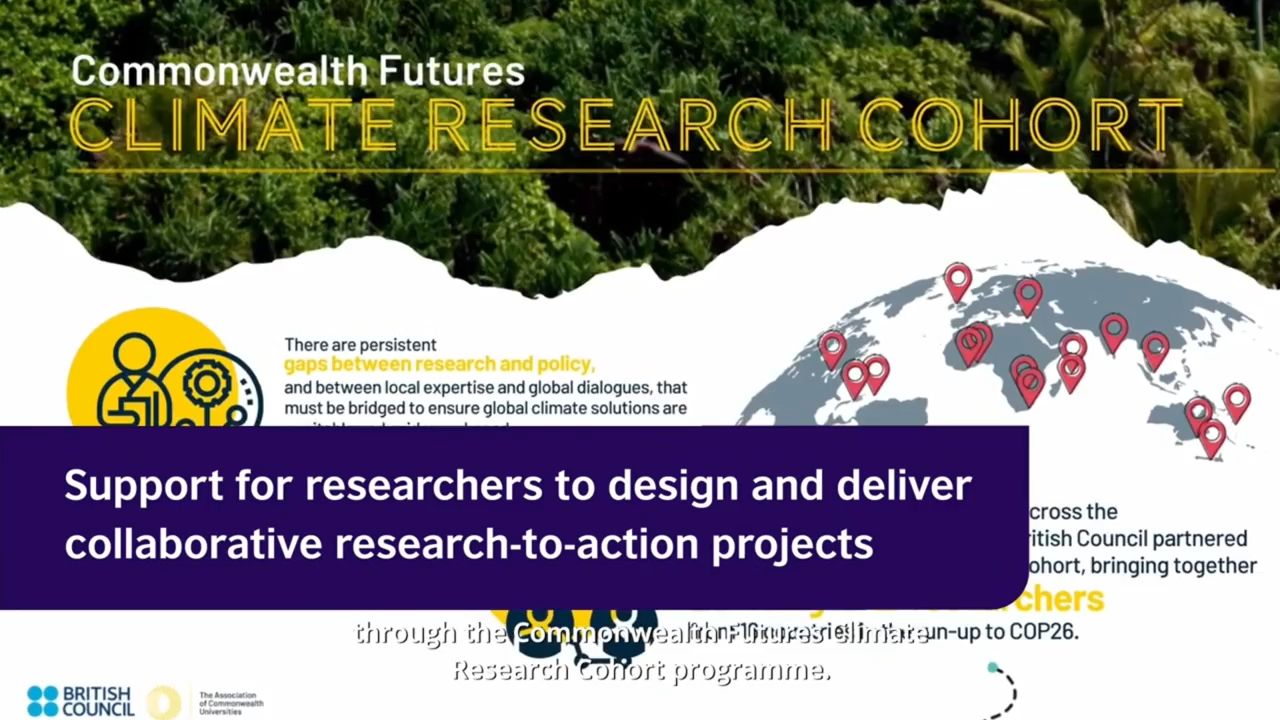 Commonwealth Futures
CLIMATE RESEARCH COHORT
There are persistent
gaps between research and policy,
and between local expertise and global dialogues, that
must be bridged to ensure global climate solutions are
Support for researchers to design and deliver
collaborative research-to-action projects
cross the
ritish Council partnered
ohort, bringing together
chers
run-up to COP26.
through the Commonwealth Futures Climate
Research Cohort programme.
BRITISH
COUNCIL
The Association
of Commonwealth
Universities